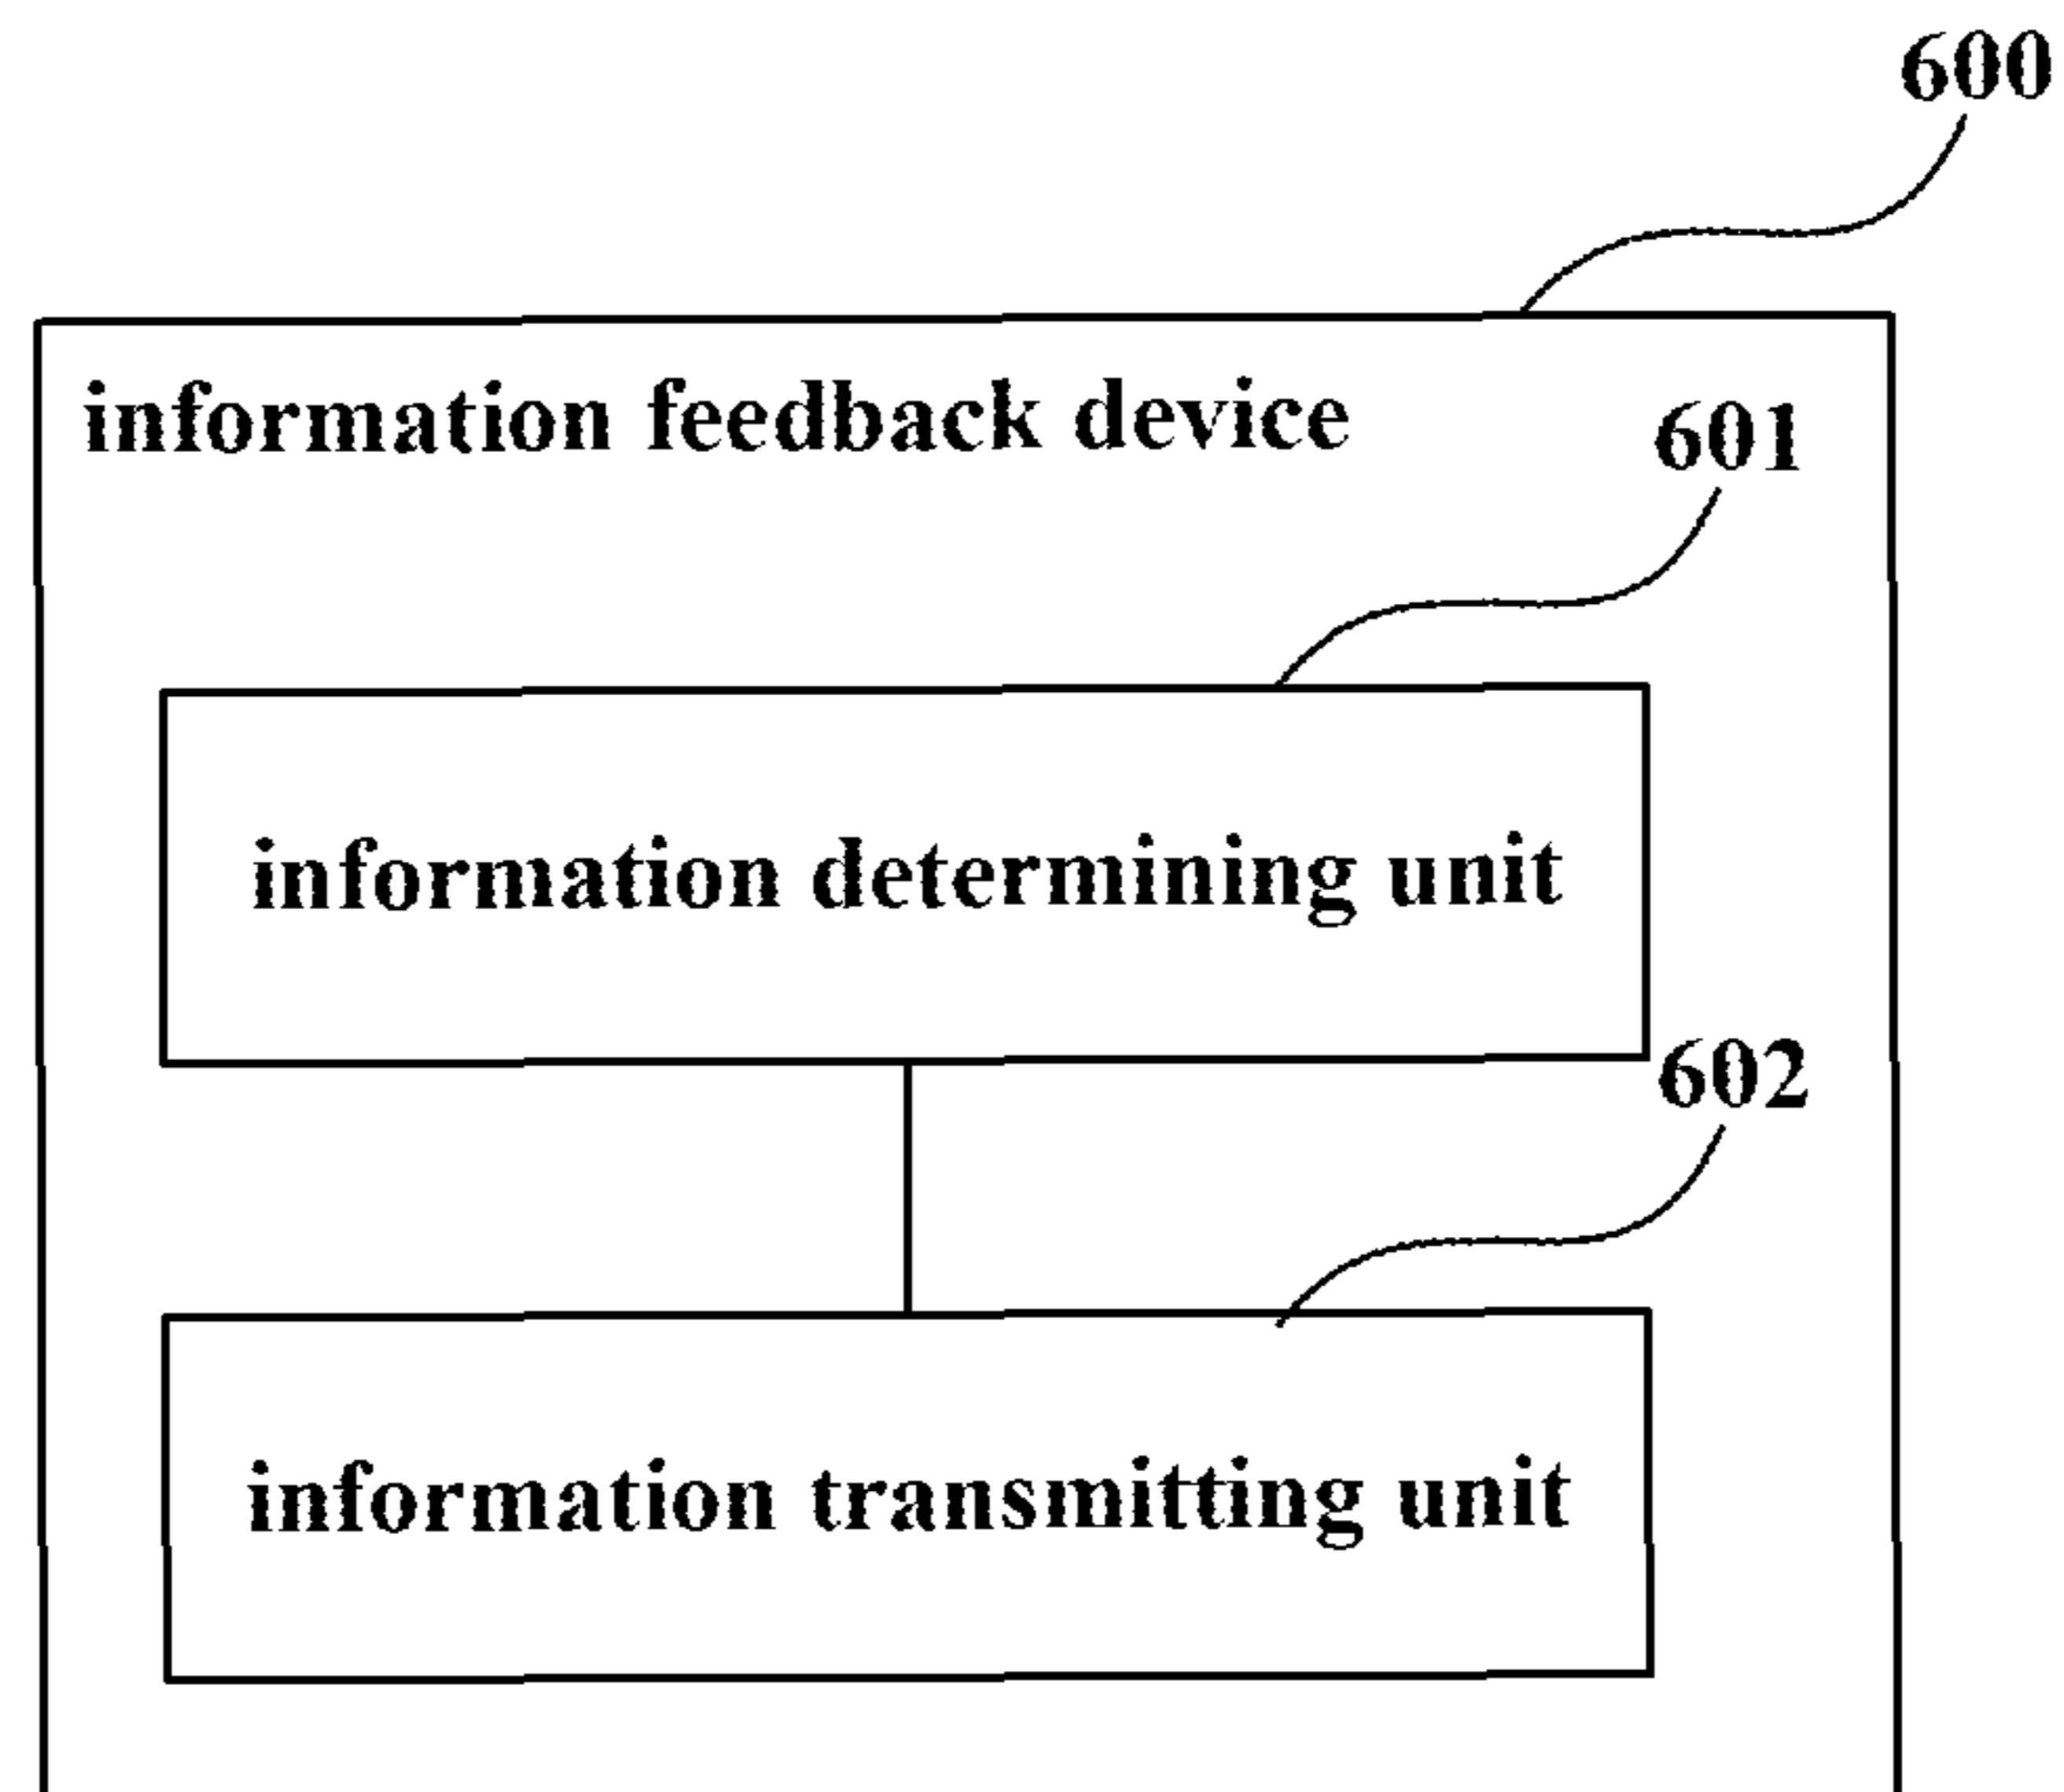 600
information feedback device
601
information determining unit
602
information transmitting unit